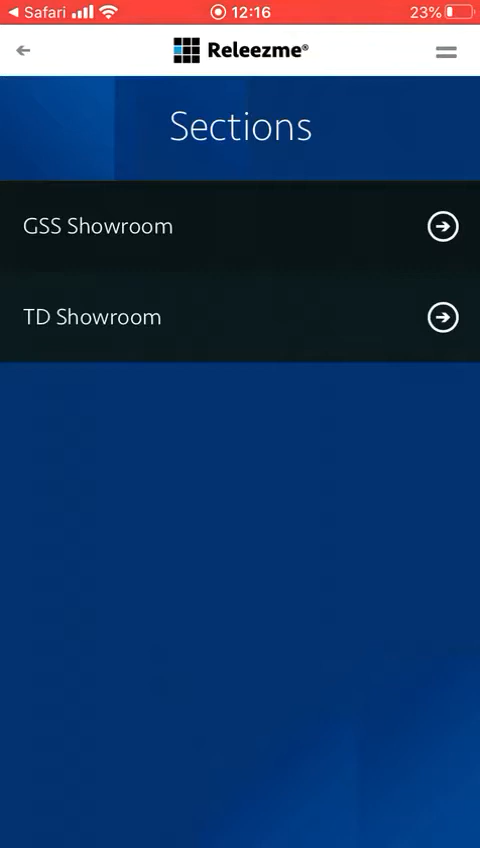 Safari 12:16 23%
Releezme®
Sections
GSS Showroom
TD Showroom